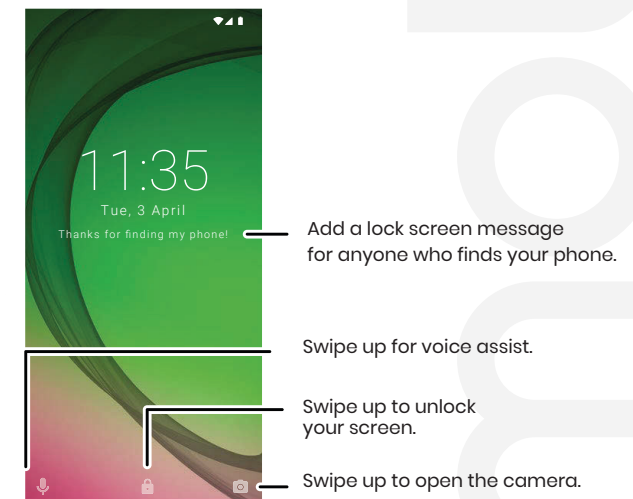 11:35
Tue, 3 April
Thanks for finding my phone!
Add a lock screen message
for anyone who finds your phone.
Swipe up for voice assist.
Swipe up to unlock
your screen.
Swipe up to open the camera.